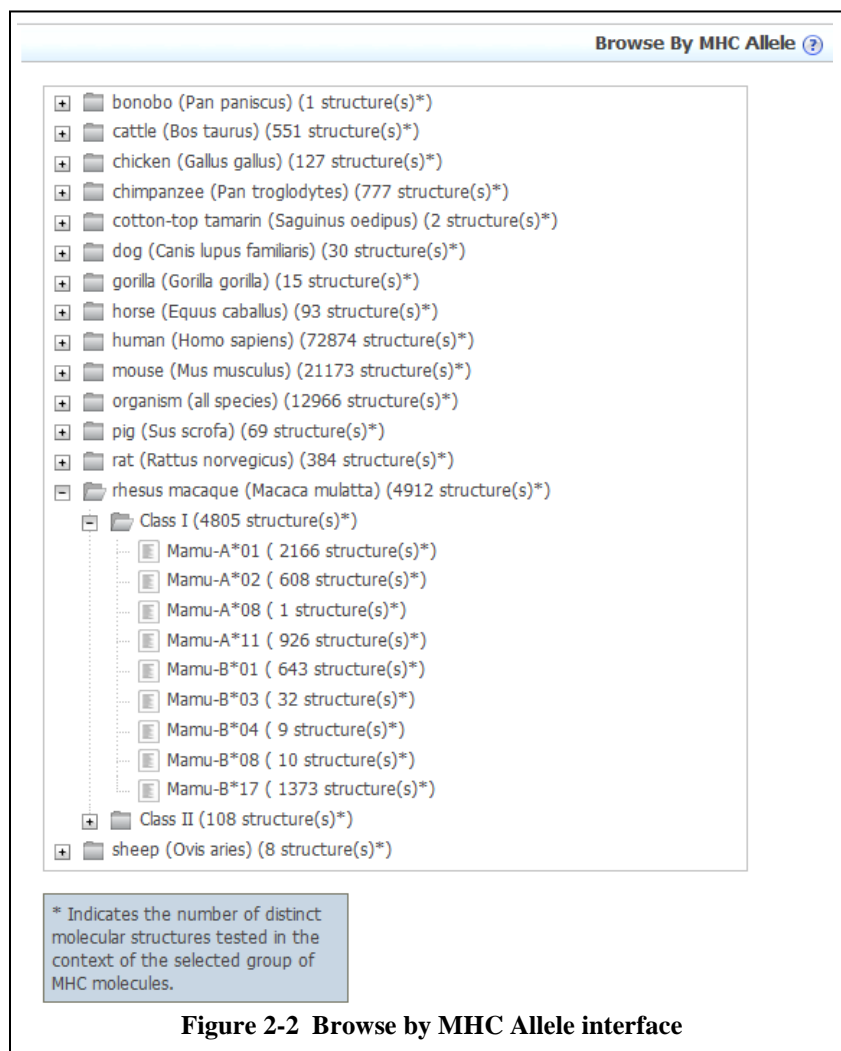 Browse By MHC Allele ?
bonobo (Pan paniscus) (1 structure(s)*)
cattle (Bos taurus) (551 structure(s)*)
chicken (Gallus gallus) (127 structure(s)*)
chimpanzee (Pan troglodytes) (777 structure(s)*)
cotton-top tamarin (Saguinus oedipus) (2 structure(s)*)
dog (Canis lupus familiaris) (30 structure(s)*)
gorilla (Gorilla gorilla) (15 structure(s)*)
horse (Equus caballus) (93 structure(s)*)
human (Homo sapiens) (72874 structure(s)*)
mouse (Mus musculus) (21173 structure(s)*)
organism (all species) (12966 structure(s)*)
pig (Sus scrofa) (69 structure(s)*)
rat (Rattus norvegicus) (384 structure(s)*)
rhesus macaque (Macaca mulatta) (4912 structure(s)*)
Class I (4805 structure(s)*)
Mamu-A*01 ( 2166 structure(s)*)
Mamu-A*02 ( 608 structure(s)*)
Mamu-A*08 ( 1 structure(s)*)
Mamu-A*11 ( 926 structure(s)*)
Mamu-B*01 ( 643 structure(s)*)
Mamu-B*03 ( 32 structure(s)*)
Mamu-B*04 ( 9 structure(s)*)
Mamu-B*08 ( 10 structure(s)*)
Mamu-B*17 ( 1373 structure(s)*)
Class II (108 structure(s)*)
sheep (Ovis aries) (8 structure(s)*)
* Indicates the number of distinct
molecular structures tested in the
context of the selected group of
MHC molecules.
Figure 2-2 Browse by MHC Allele interface